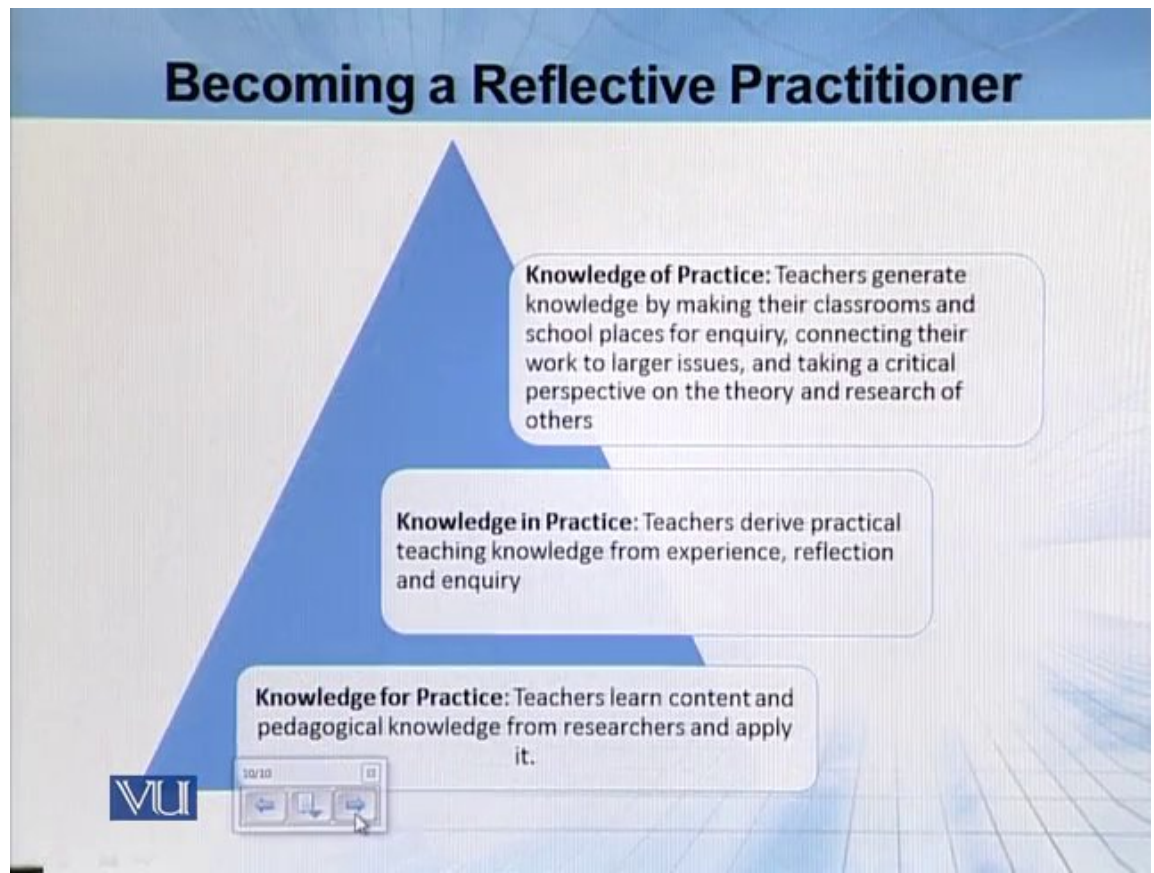 Becoming a Reflective Practitioner
Knowledge of Practice: Teachers generate
knowledge by making their classrooms and
school places for enquiry, connecting their
work to larger issues, and taking a critical
perspective on the theory and research of
others
Knowledge in Practice: Teachers derive practical
teaching knowledge from experience, reflection
and enquiry
Knowledge for Practice: Teachers learn content and
pedagogical knowledge from researchers and apply
it.
10/10
VU